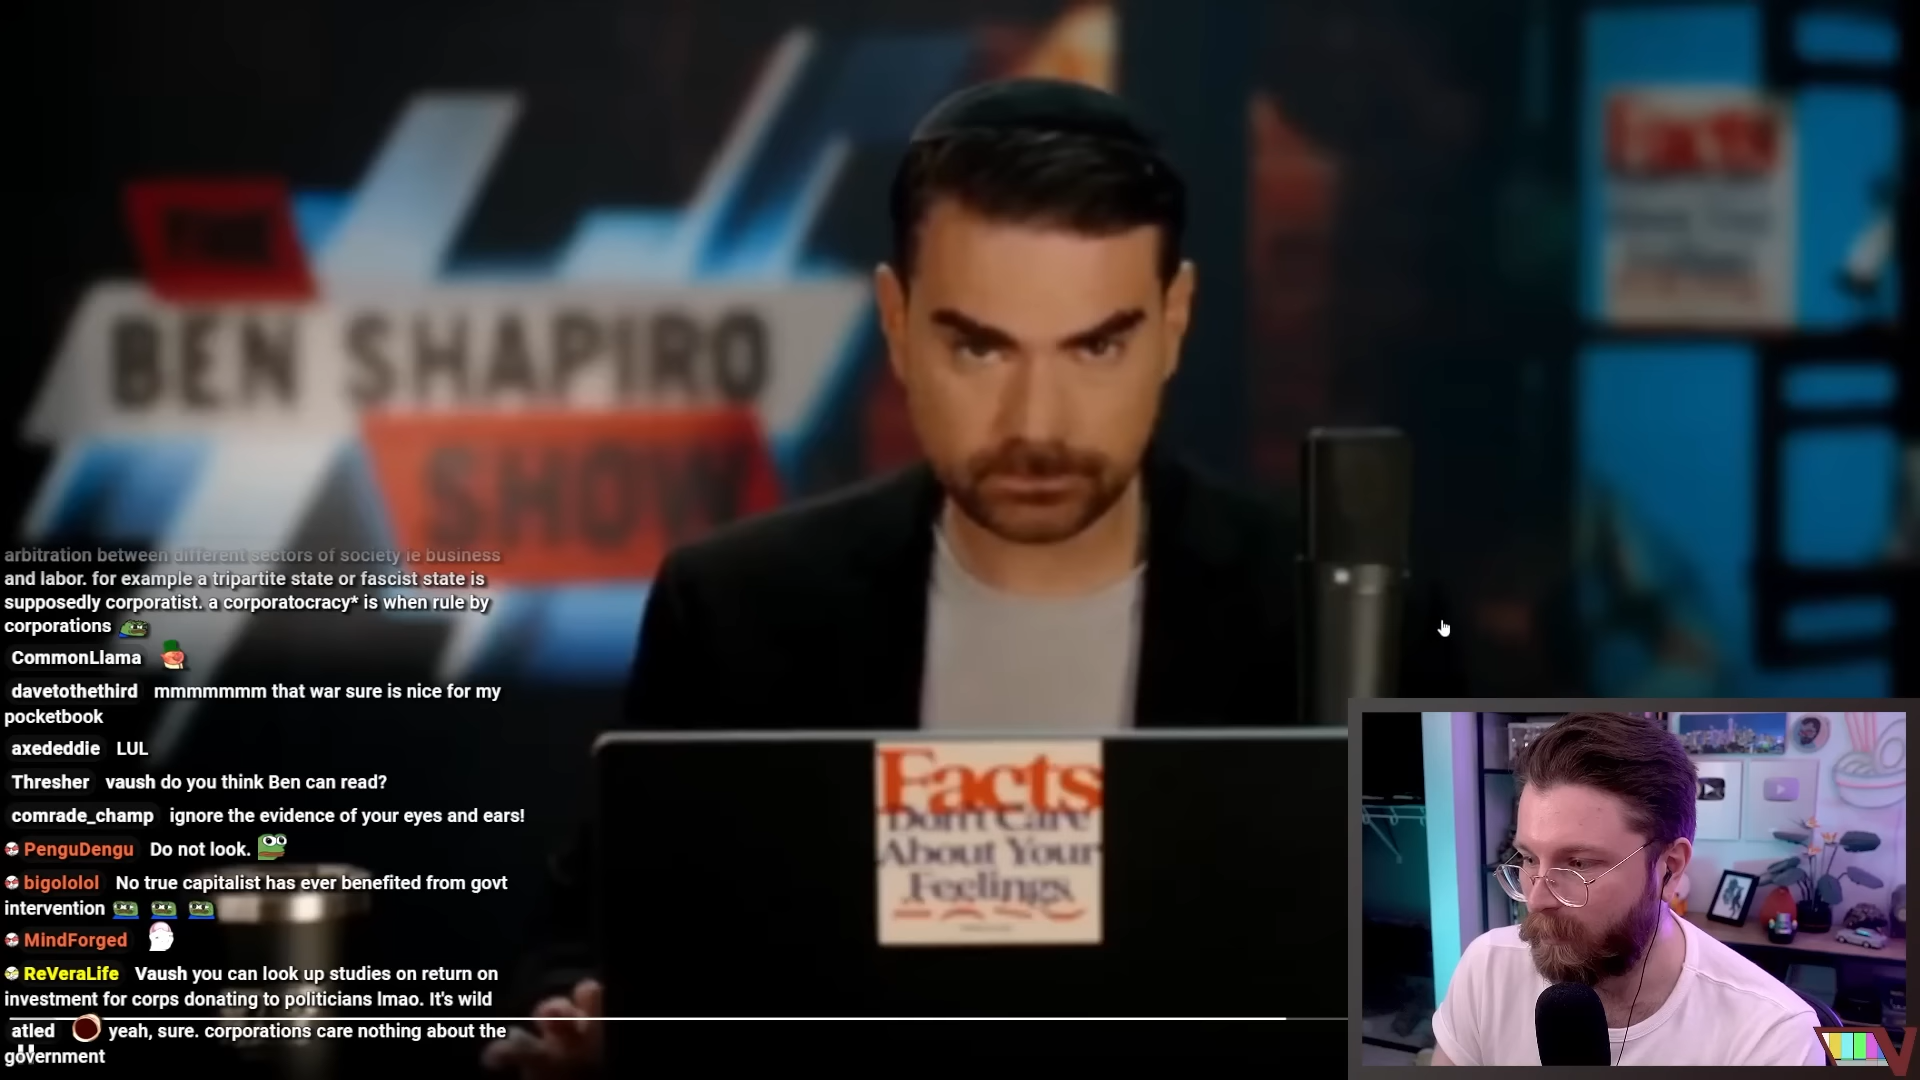 THE
BEN SHAPIRO
SHOW
Facts
Facts
Don't Care
About Your
Feelings
arbitration between different sectors of society ie business
and labor. for example a tripartite state or fascist state is
supposedly corporatist. a corporatocracy* is when rule by
corporations
CommonLlama
davetothethird mmmmmmm that war sure is nice for my
pocketbook
axededdie LUL
Thresher vaush do you think Ben can read?
comrade_champ ignore the evidence of your eyes and ears!
PenguDengu Do not look.
bigololol No true capitalist has ever benefited from govt
intervention
MindForged
ReVeraLife Vaush you can look up studies on return on
investment for corps donating to politicians lmao. It's wild
atled yeah, sure. corporations care nothing about the
government